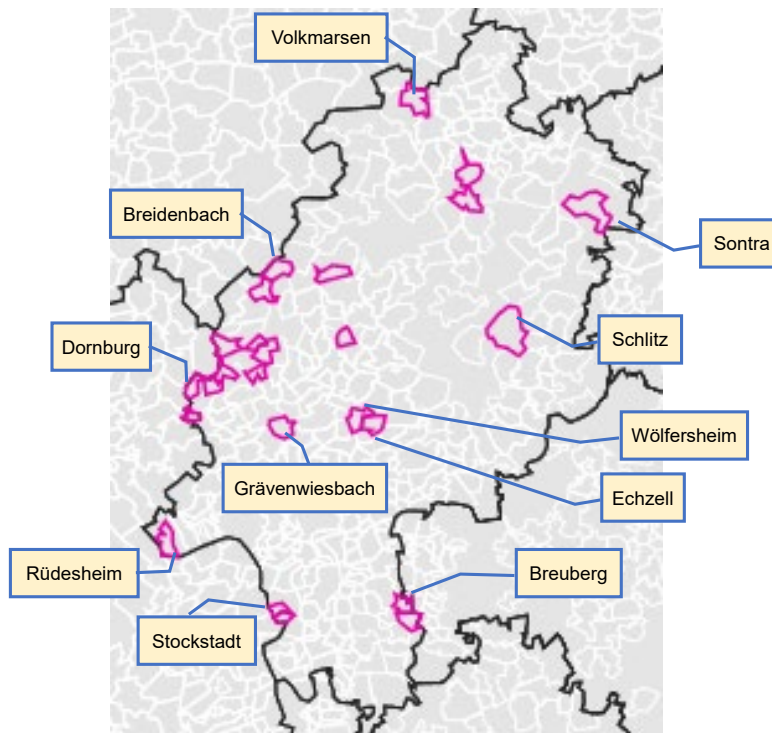 Volkmarsen
Breidenbach
Sontra
Dornburg
Schlitz
Wölfersheim
Grävenwiesbach
Echzell
Rüdesheim
Breuberg
Stockstadt